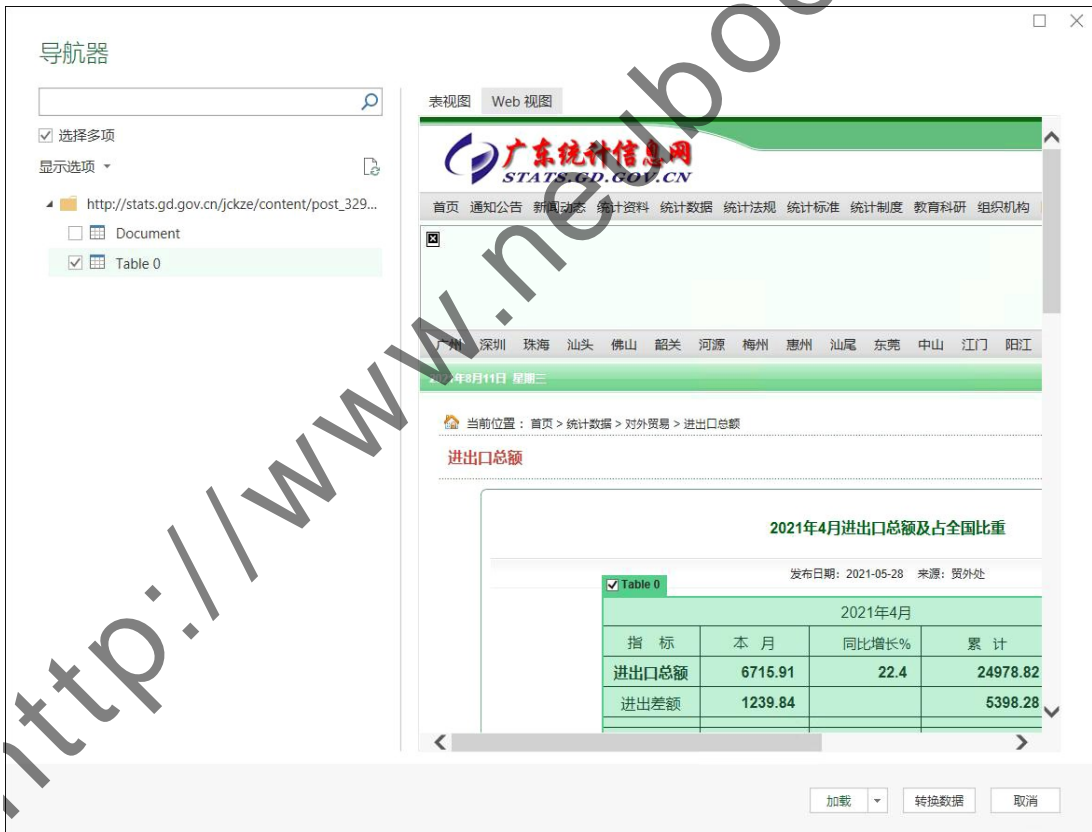 导航器
选择多项
显示选项
http://stats.gd.gov.cn/jckze/content/post_329...
Document
Table 0
表视图 Web 视图
广东统计信息网
STATS.GD.GOV.CN
首页 通知公告 新闻动态 统计资料 统计数据 统计法规 统计标准 统计制度 教育科研 组织机构
广州 深圳 珠海 汕头 佛山 韶关 河源 梅州 惠州 汕尾 东莞 中山 江门 阳江
2021年8月11日 星期三
当前位置： 首页 > 统计数据 > 对外贸易 > 进出口总额
进出口总额
2021年4月进出口总额及占全国比重
发布日期: 2021-05-28 来源: 贸外处
Table 0
2021年4月
指 标 本 月 同比增长% 累 计
进出口总额 6715.91 22.4 24978.82
进出差额 1239.84 5398.28
加载 转换数据 取消
http://www.neuboo